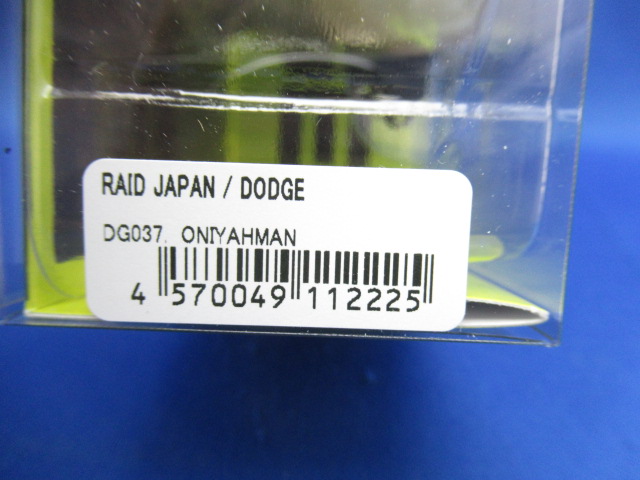 RAID JAPAN / DODGE
DG037. ONIYAHMAN
4 570049 112225